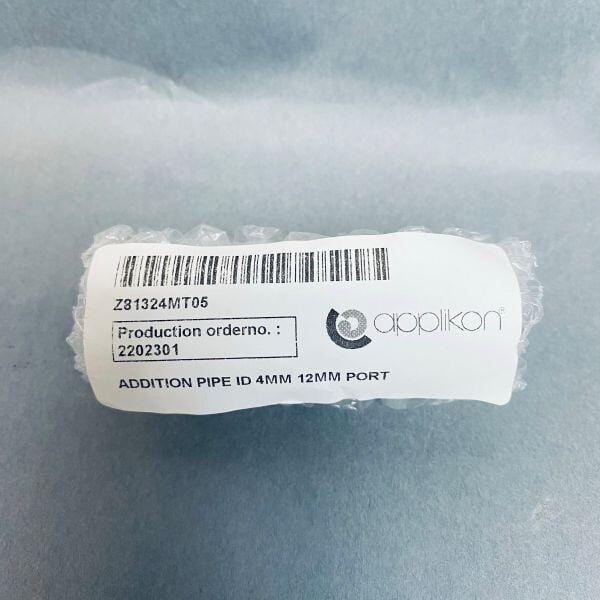 Z81324MT05
Production orderno. :
2202301
applikon®
ADDITION PIPE ID 4MM 12MM PORT